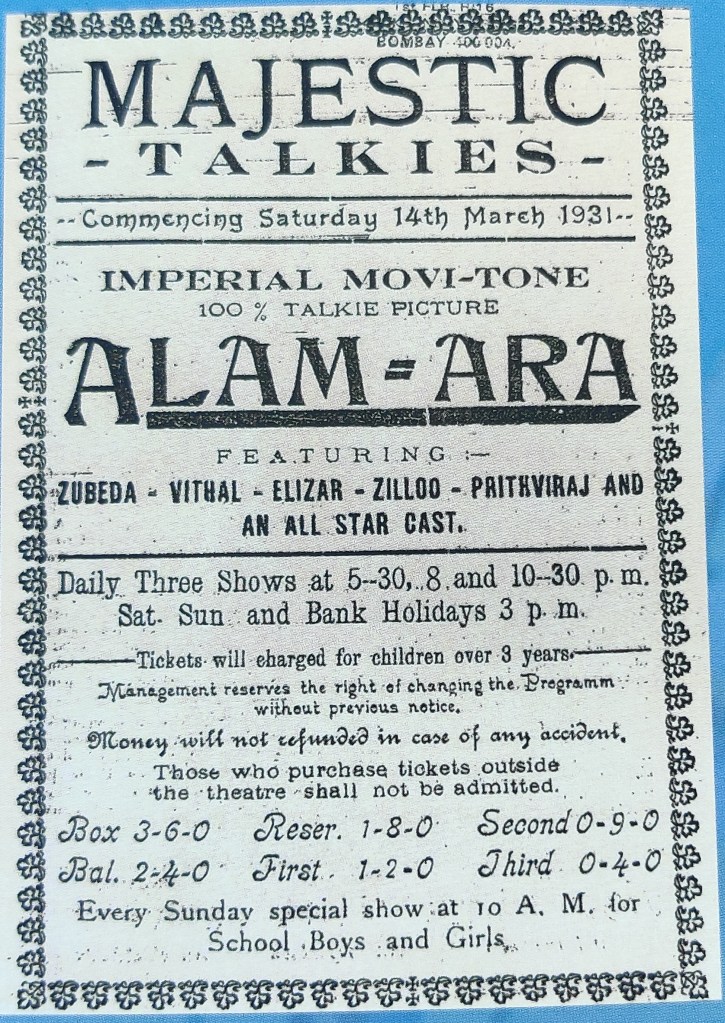 BOMBAY 400 004.
MAJESTIC
- TALKIES -
-- Commencing Saturday 14th March 1931 --
IMPERIAL MOVI-TONE
100 % TALKIE PICTURE
ALAM = ARA
FEATURING :—
ZUBEDA - VITHAL - ELIZAR - ZILLOO - PRITHVIRAJ AND
AN ALL STAR CAST.
Daily Three Shows at 5--30, 8 and 10--30 p. m.
Sat. Sun and Bank Holidays 3 p. m.
Tickets will charged for children over 3 years.
Management reserves the right of changing the Programm
without previous notice.
Money will not refunded in case of any accident.
Those who purchase tickets outside
the theatre shall not be admitted.
Box 3-6-0 Reser. 1-8-0 Second 0-9-0
Bal. 2-4-0 First 1-2-0 Third 0-4-0
Every Sunday special show at 10 A. M. for
School Boys and Girls,